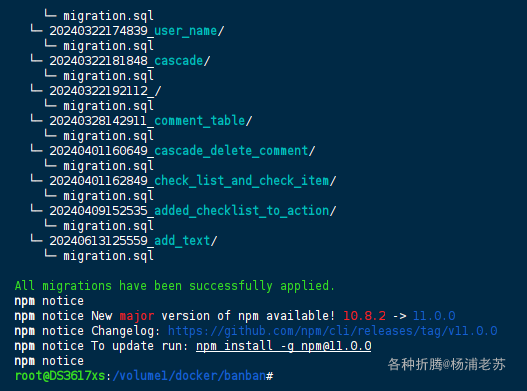 └─ migration.sql
└─ 20240322174839_user_name/
└─ migration.sql
└─ 20240322181848_cascade/
└─ migration.sql
└─ 20240322192112_/
└─ migration.sql
└─ 20240328142911_comment_table/
└─ migration.sql
└─ 20240401160649_cascade_delete_comment/
└─ migration.sql
└─ 20240401162849_check_list_and_check_item/
└─ migration.sql
└─ 20240409152535_added_checklist_to_action/
└─ migration.sql
└─ 20240613125559_add_text/
└─ migration.sql
All migrations have been successfully applied.
npm notice
npm notice New major version of npm available! 10.8.2 -> 11.0.0
npm notice Changelog: https://github.com/npm/cli/releases/tag/v11.0.0
npm notice To update run: npm install -g npm@11.0.0
npm notice
root@DS3617xs:/volume1/docker/banban#
各种折腾@杨浦老苏